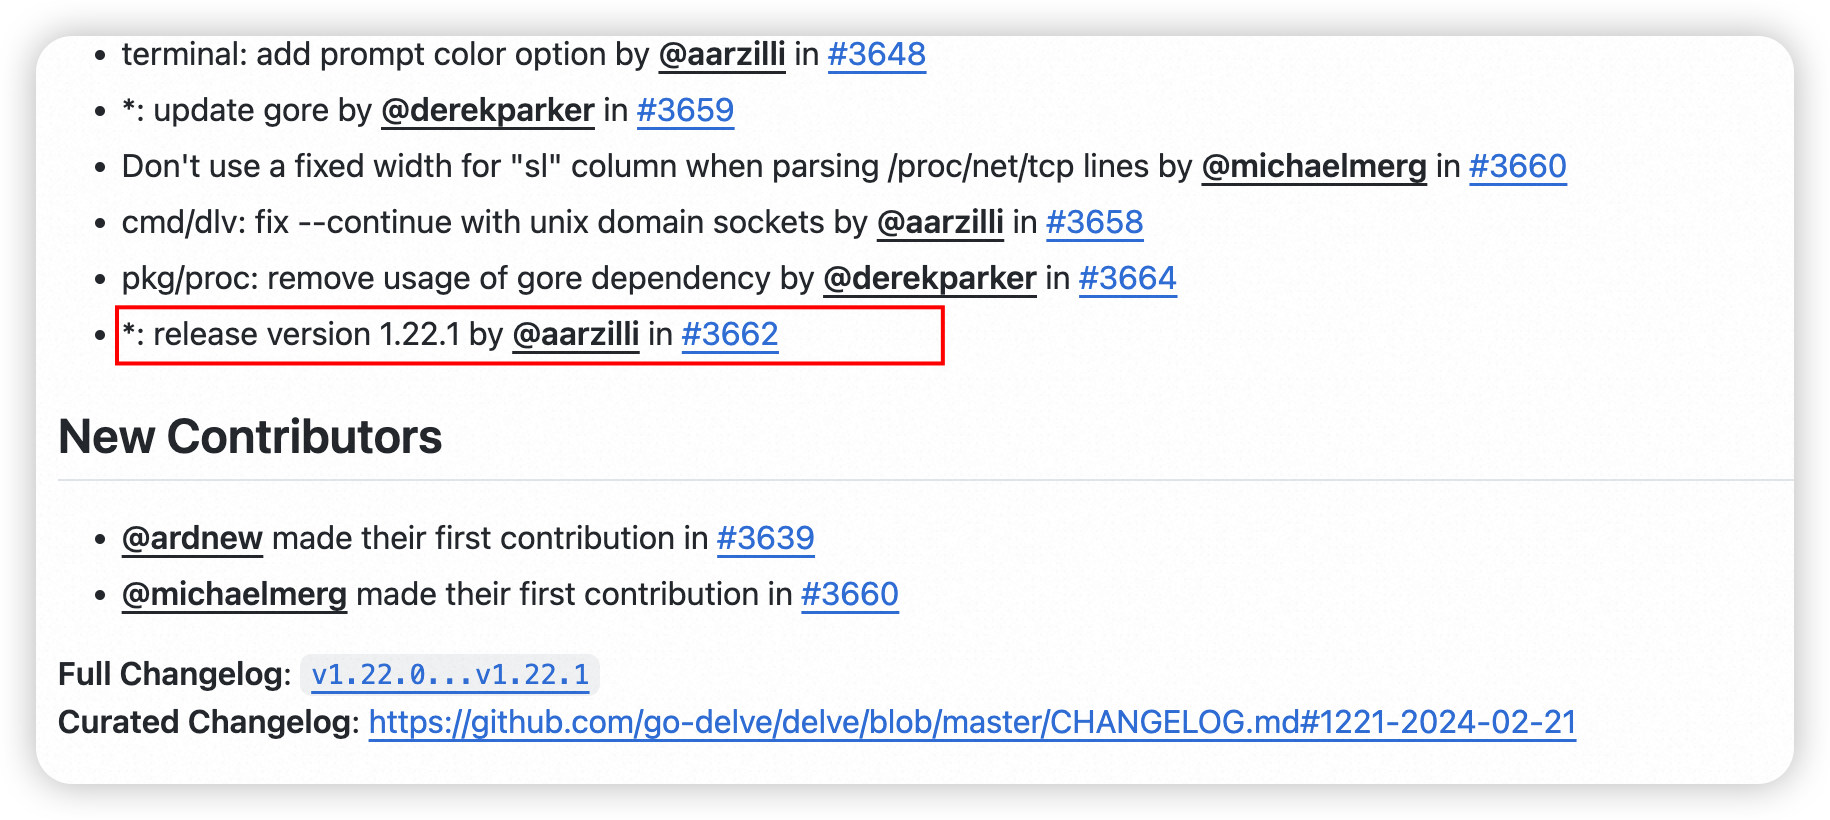 • terminal: add prompt color option by @aarzilli in #3648
• *: update gore by @derekparker in #3659
• Don't use a fixed width for "sl" column when parsing /proc/net/tcp lines by @michaelmerg in #3660
• cmd/dlv: fix --continue with unix domain sockets by @aarzilli in #3658
• pkg/proc: remove usage of gore dependency by @derekparker in #3664
• *: release version 1.22.1 by @aarzilli in #3662
New Contributors
• @ardnew made their first contribution in #3639
• @michaelmerg made their first contribution in #3660
Full Changelog: v1.22.0...v1.22.1
Curated Changelog: https://github.com/go-delve/delve/blob/master/CHANGELOG.md#1221-2024-02-21